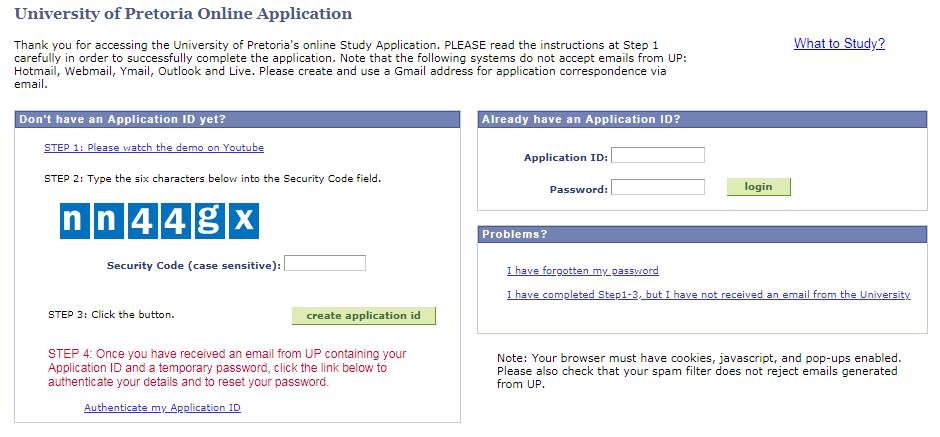 University of Pretoria Online Application
Thank you for accessing the University of Pretoria's online Study Application. PLEASE read the instructions at Step 1
carefully in order to successfully complete the application. Note that the following systems do not accept emails from UP:
Hotmail, Webmail, Ymail, Outlook and Live. Please create and use a Gmail address for application correspondence via
email.
What to Study?
Don't have an Application ID yet?
STEP 1: Please watch the demo on Youtube
STEP 2: Type the six characters below into the Security Code field.
nn44gx
Security Code (case sensitive):
STEP 3: Click the button.
create application id
STEP 4: Once you have received an email from UP containing your
Application ID and a temporary password, click the link below to
authenticate your details and to reset your password.
Authenticate my Application ID
Already have an Application ID?
Application ID:
Password:
login
Problems?
I have forgotten my password
I have completed Step1-3, but I have not received an email from the University
Note: Your browser must have cookies, javascript, and pop-ups enabled.
Please also check that your spam filter does not reject emails generated
from UP.